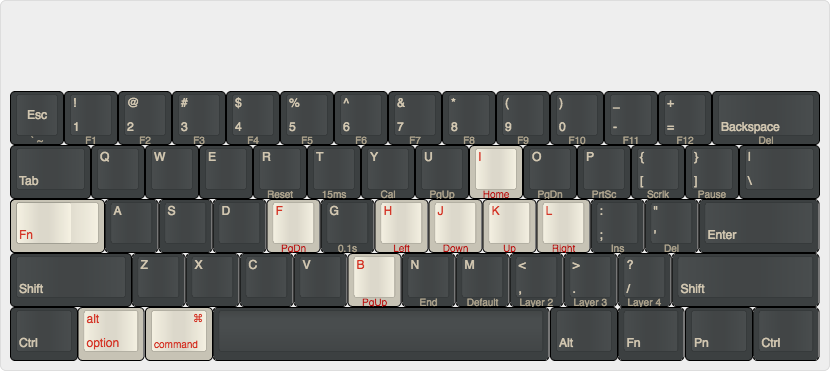 Esc ! @ # $ % ^ & * ( ) _ +
1 2 3 4 5 6 7 8 9 0 - = Backspace
` ~ F1 F2 F3 F4 F5 F6 F7 F8 F9 F10 F11 F12 Del
Q W E R T Y U I O P { } |
Tab [ ] \
Reset 15ms Cal PgUp Home PgDn PrtSc Scrlk Pause
A S D F G H J K L : "
Fn ; ' Enter
PgDn 0.1s Left Down Up Right Ins Del
Z X C V B N M < > ?
Shift , . / Shift
PgUp End Default Layer 2 Layer 3 Layer 4
alt ⌘
Ctrl option command Alt Fn Pn Ctrl